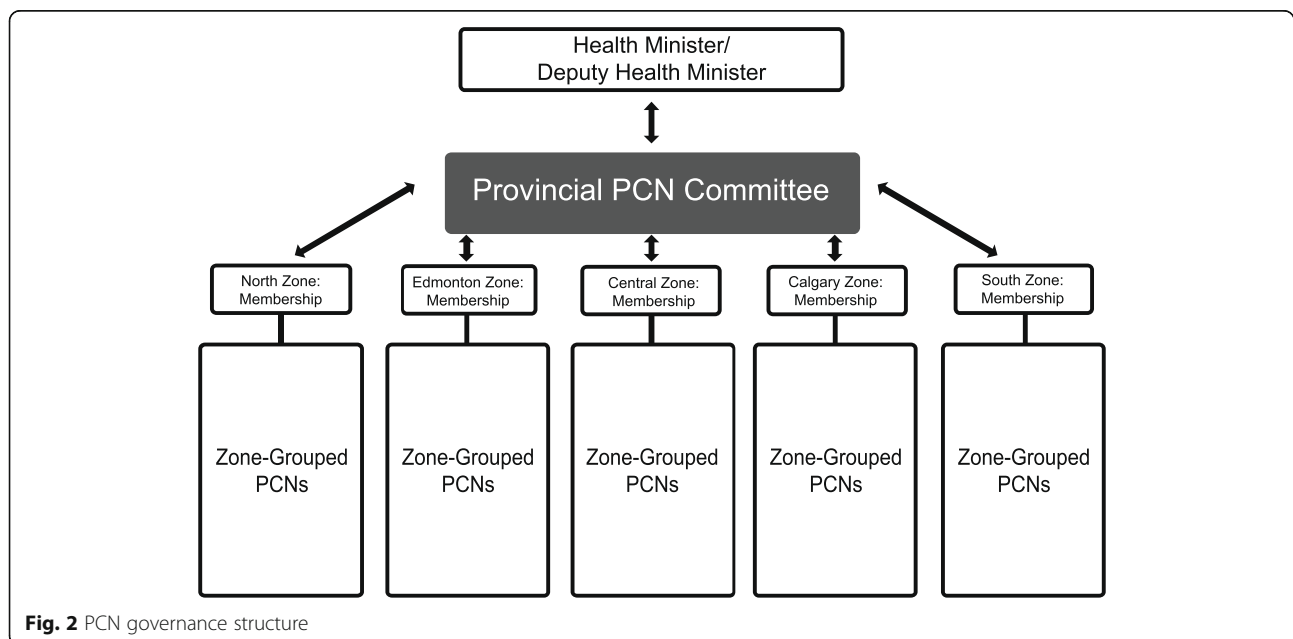 Health Minister/
Deputy Health Minister
Provincial PCN Committee
North Zone:
Membership
Edmonton Zone:
Membership
Central Zone:
Membership
Calgary Zone:
Membership
South Zone:
Membership
Zone-Grouped
PCNs
Zone-Grouped
PCNs
Zone-Grouped
PCNs
Zone-Grouped
PCNs
Zone-Grouped
PCNs
Fig. 2 PCN governance structure